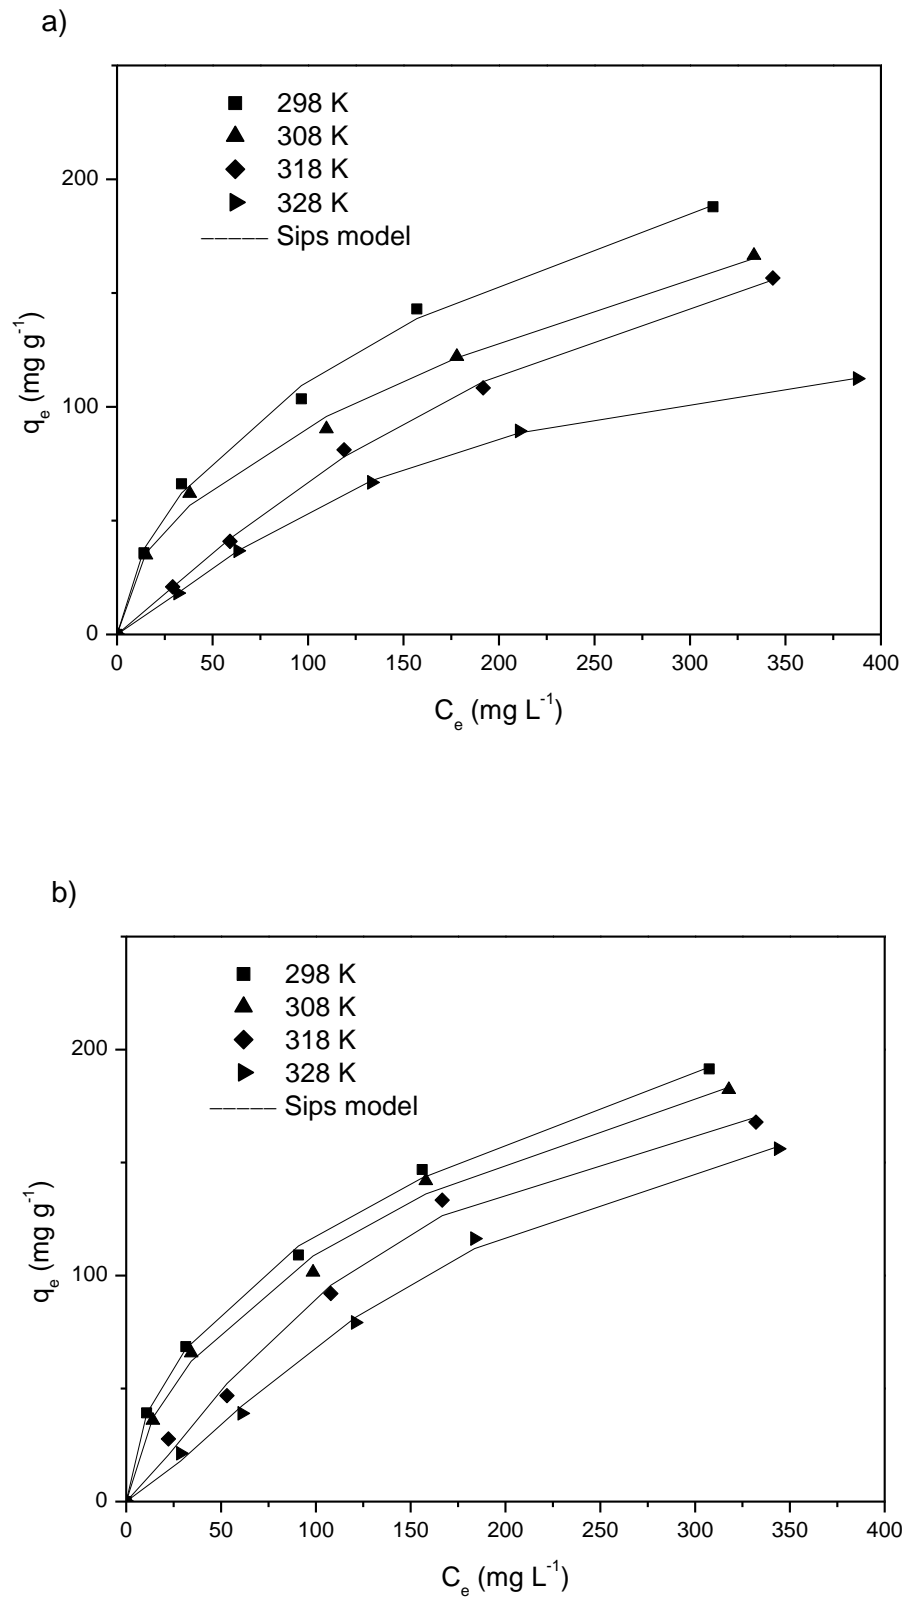 a)
298 K
308 K
318 K
328 K
Sips model
200
100
0
q_e (mg g^-1)
0 50 100 150 200 250 300 350 400
C_e (mg L^-1)
b)
298 K
308 K
318 K
328 K
Sips model
200
100
0
q_e (mg g^-1)
0 50 100 150 200 250 300 350 400
C_e (mg L^-1)